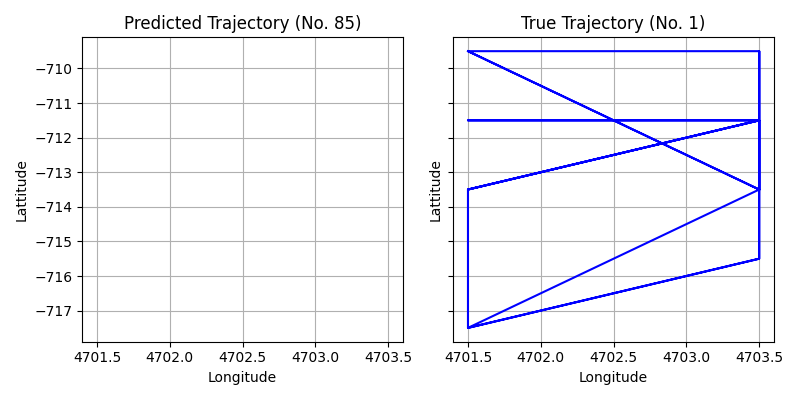 Predicted Trajectory (No. 85)
True Trajectory (No. 1)
−710
−711
−712
−713
−714
−715
−716
−717
Lattitude
Lattitude
4701.5 4702.0 4702.5 4703.0 4703.5
4701.5 4702.0 4702.5 4703.0 4703.5
Longitude
Longitude